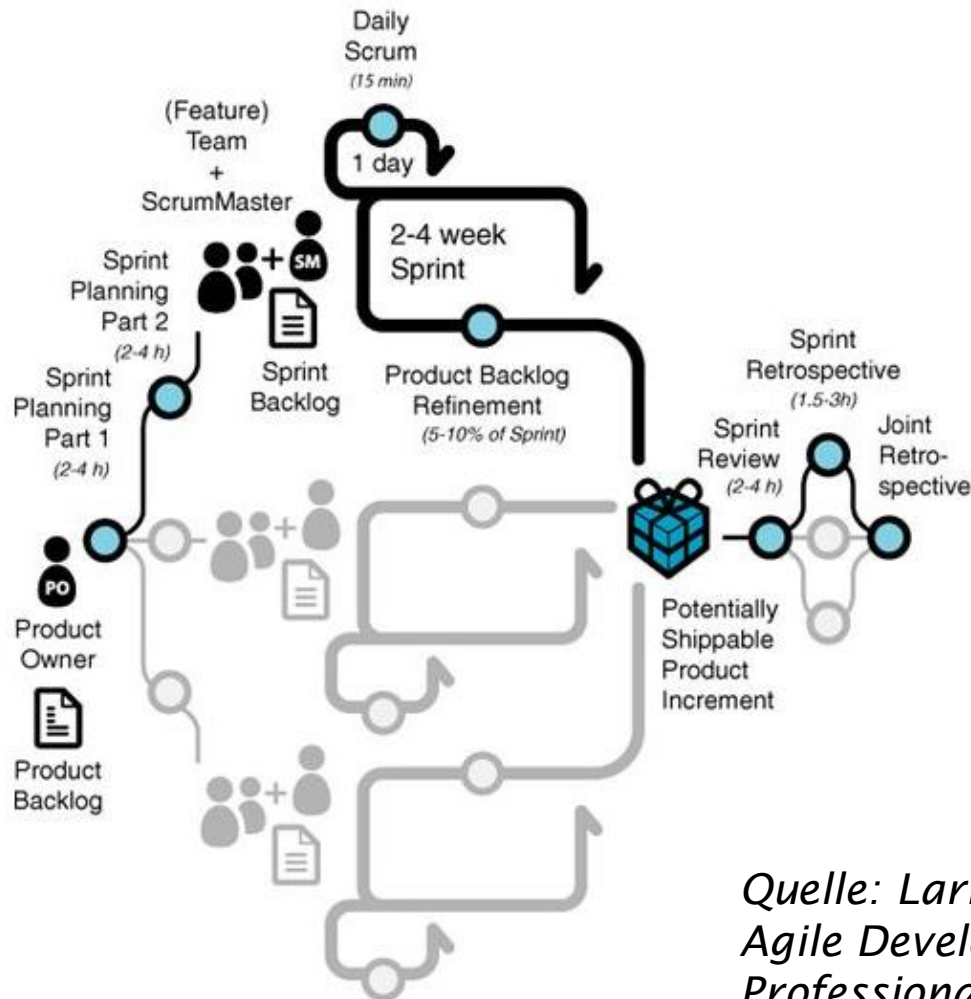 Daily
Scrum
(15 min)
1 day
(Feature)
Team
+
ScrumMaster
+
SM
2-4 week
Sprint
Sprint
Planning
Part 2
(2-4 h)
Sprint
Backlog
Sprint
Planning
Part 1
(2-4 h)
Product Backlog
Refinement
(5-10% of Sprint)
Sprint
Retrospective
(1.5-3h)
Sprint
Review
(2-4 h)
Joint
Retro-
spective
PO
Product
Owner
Product
Backlog
+
+
Potentially
Shippable
Product
Increment
Quelle: Lar
Agile Devel
Professiona